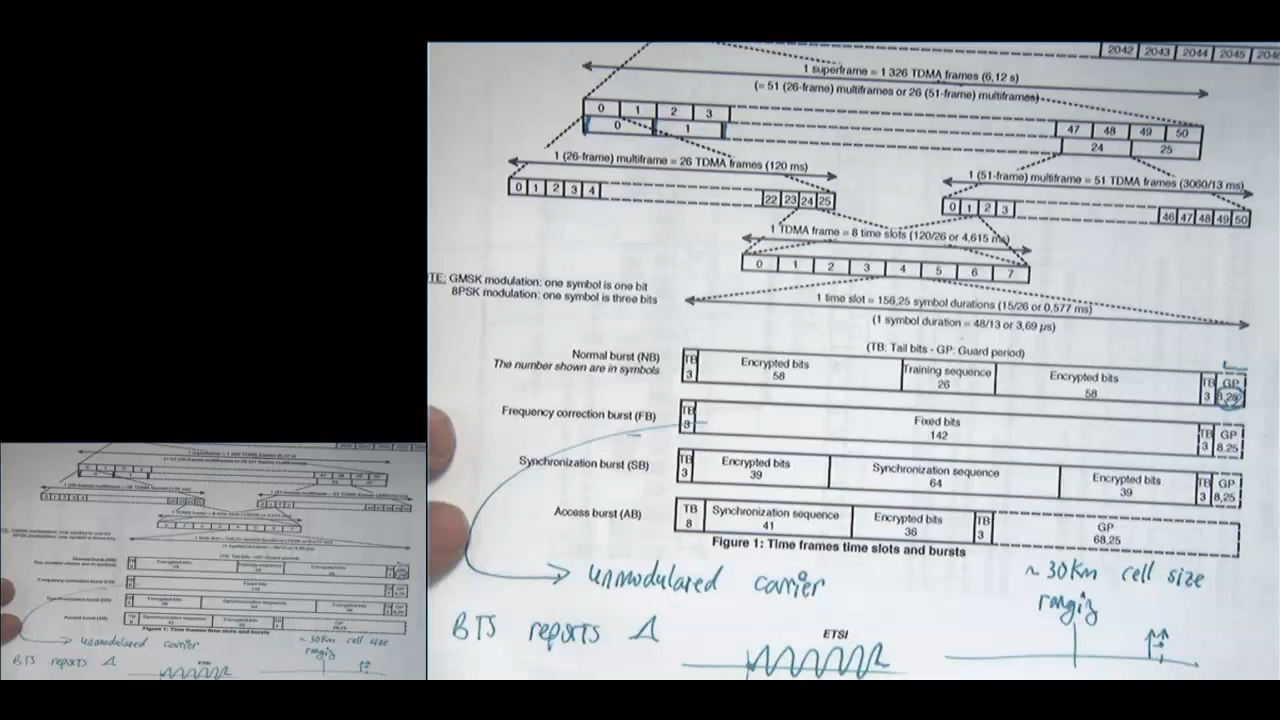 2042 2043 2044 2045 2046
1 superframe = 1 326 TDMA frames (6,12 s)
(= 51 (26-frame) multiframes or 26 (51-frame) multiframes)
0 1 2 3 47 48 49 50
0 1 24 25
1 (26-frame) multiframe = 26 TDMA frames (120 ms)
1 (51-frame) multiframe = 51 TDMA frames (3060/13 ms)
0 1 2 3 4 22 23 24 25
0 1 2 3 46 47 48 49 50
1 TDMA frame = 8 time slots (120/26 or 4,615 ms)
0 1 2 3 4 5 6 7
TE: GMSK modulation: one symbol is one bit
8PSK modulation: one symbol is three bits
1 time slot = 156,25 symbol durations (15/26 or 0,577 ms)
(1 symbol duration = 48/13 or 3,69 µs)
(TB: Tail bits - GP: Guard period)
Normal burst (NB)
The number shown are in symbols
TB 3 Encrypted bits 58 Training sequence 26 Encrypted bits 58 TB 3 GP 8,25
Frequency correction burst (FB)
TB 3 Fixed bits 142 TB 3 GP 8,25
Synchronization burst (SB)
TB 3 Encrypted bits 39 Synchronization sequence 64 Encrypted bits 39 TB 3 GP 8,25
Access burst (AB)
TB 8 Synchronization sequence 41 Encrypted bits 36 TB 3 GP 68,25
Figure 1: Time frames time slots and bursts
unmodulared carrier
~ 30Km cell size
rangig
BTS reports Δ
ETSI